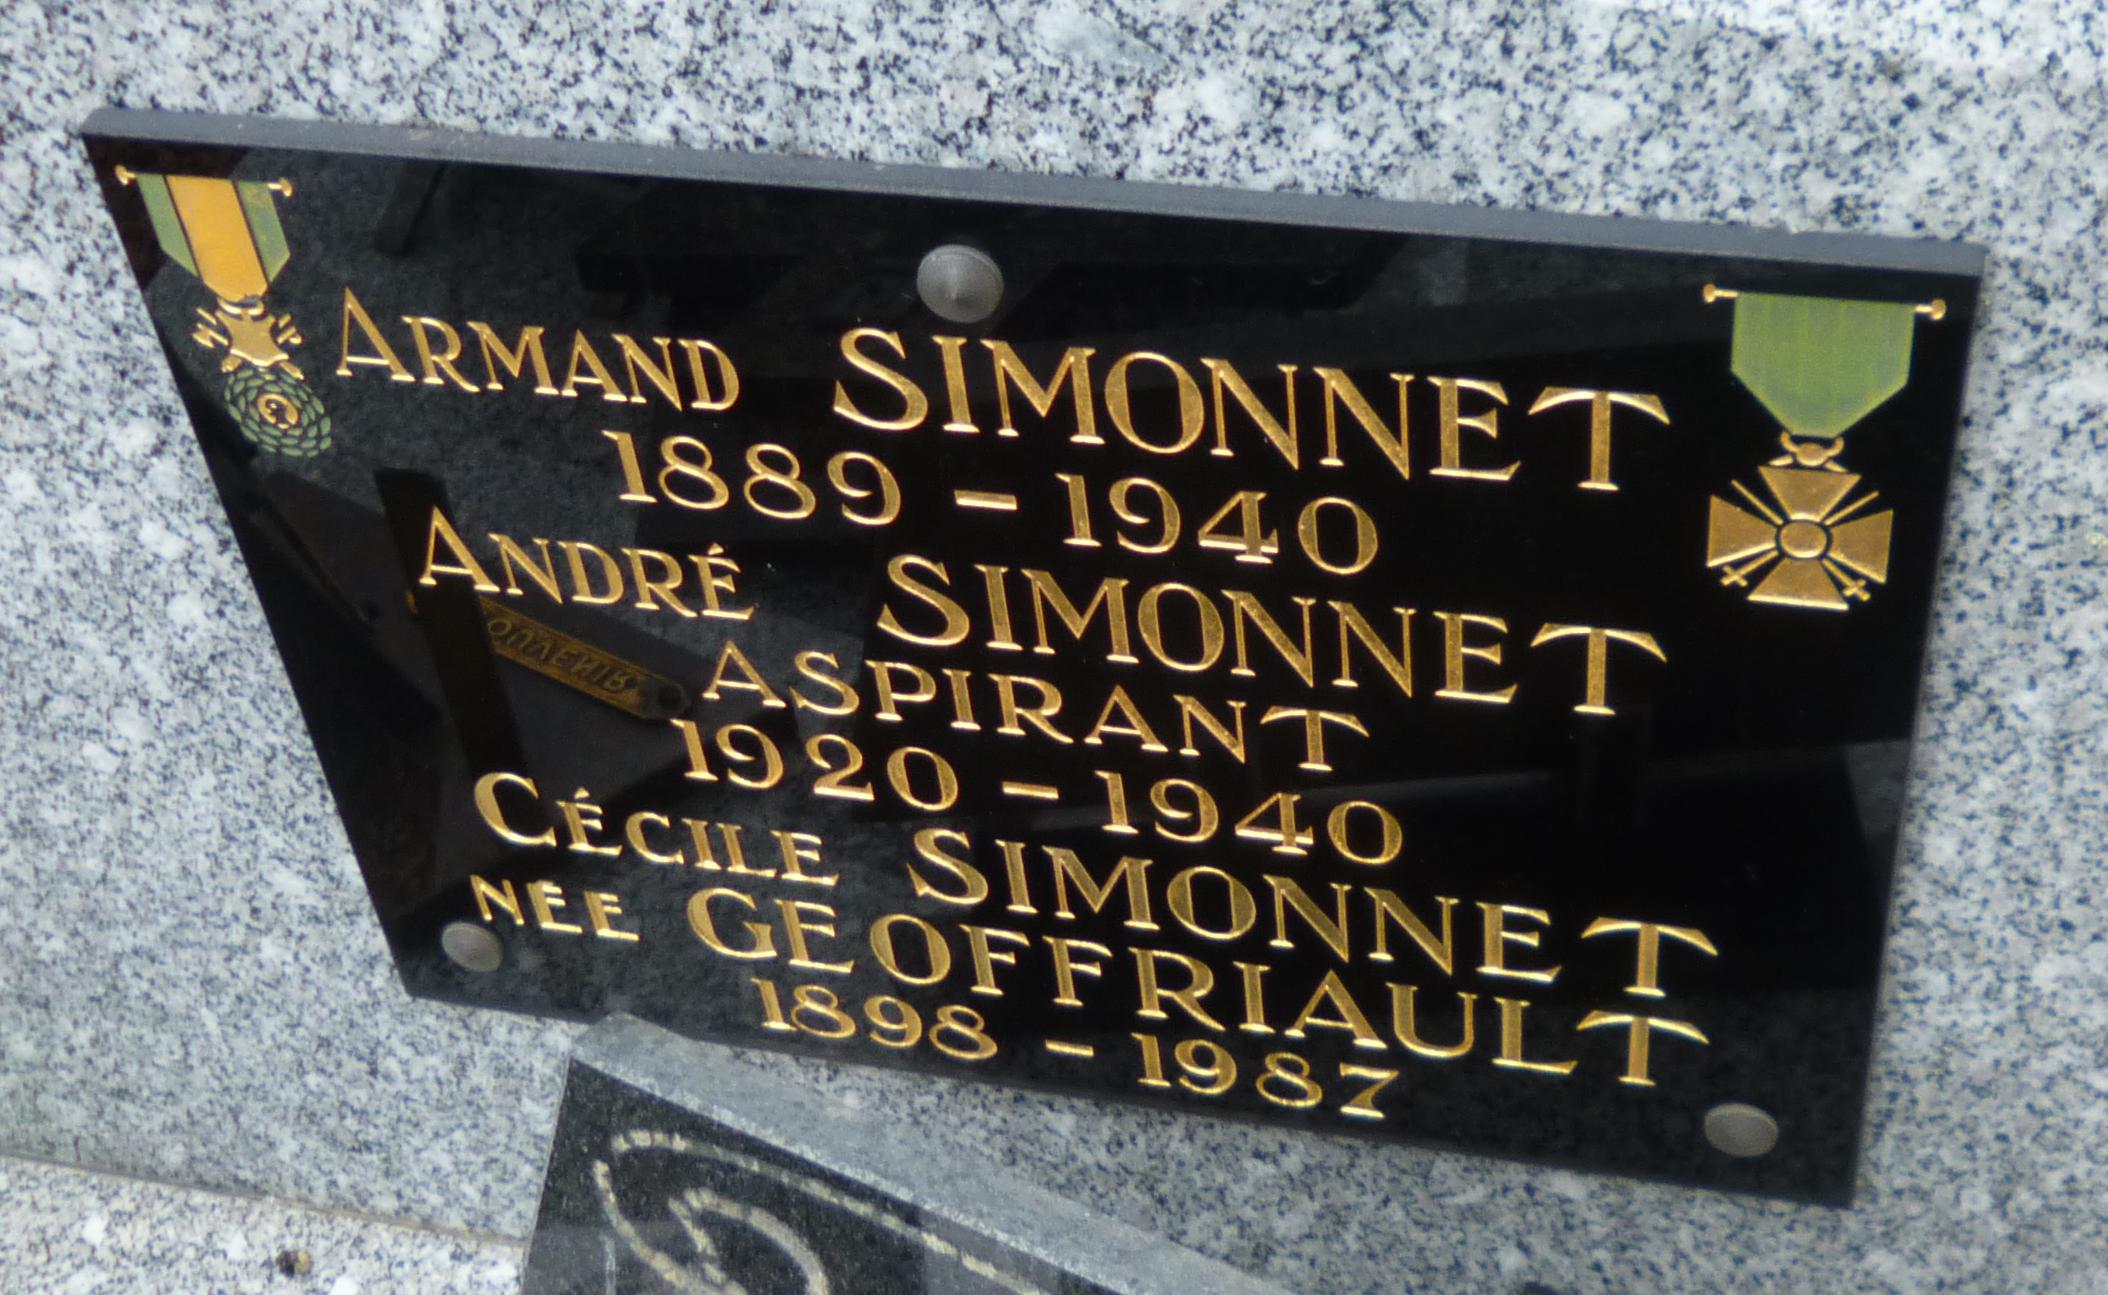 ARMAND SIMONNET
1889 - 1940
ANDRÉ SIMONNET
ASPIRANT
1920 - 1940
CÉCILE SIMONNET
NÉE GEOFFRIAULT
1898 - 1987